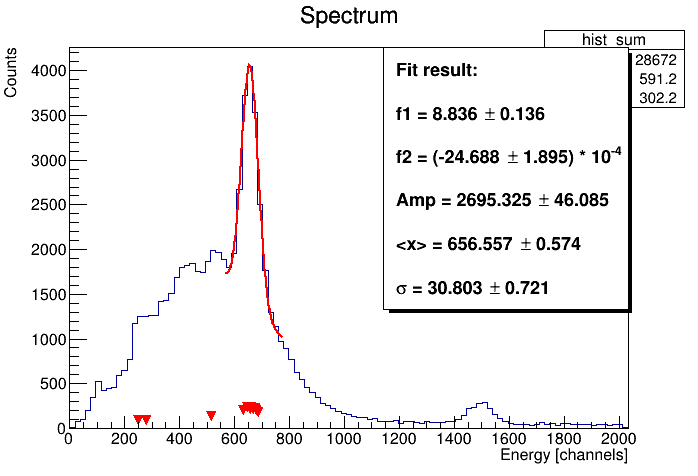 Spectrum
hist_sum
28672
591.2
302.2
Counts
4000
3500
3000
2500
2000
1500
1000
500
0
Fit result:
f1 = 8.836 ± 0.136
f2 = (-24.688 ± 1.895) * 10^-4
Amp = 2695.325 ± 46.085
<x> = 656.557 ± 0.574
σ = 30.803 ± 0.721
0 200 400 600 800 1000 1200 1400 1600 1800 2000
Energy [channels]